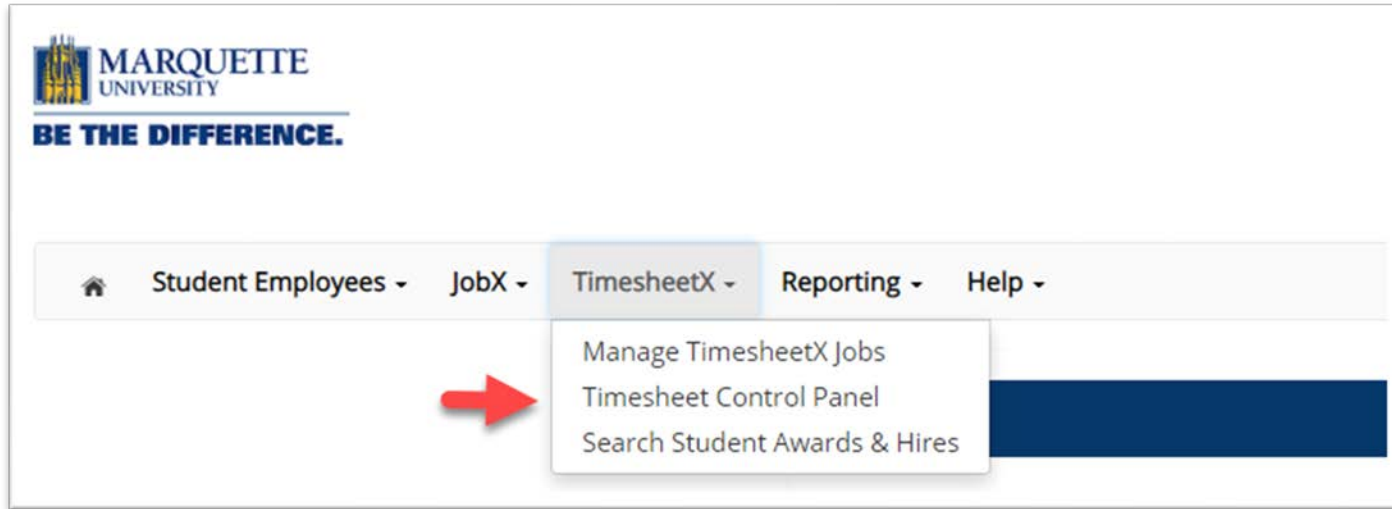 MARQUETTE
UNIVERSITY
BE THE DIFFERENCE.
Student Employees JobX TimesheetX Reporting Help
Manage TimesheetX Jobs
Timesheet Control Panel
Search Student Awards & Hires